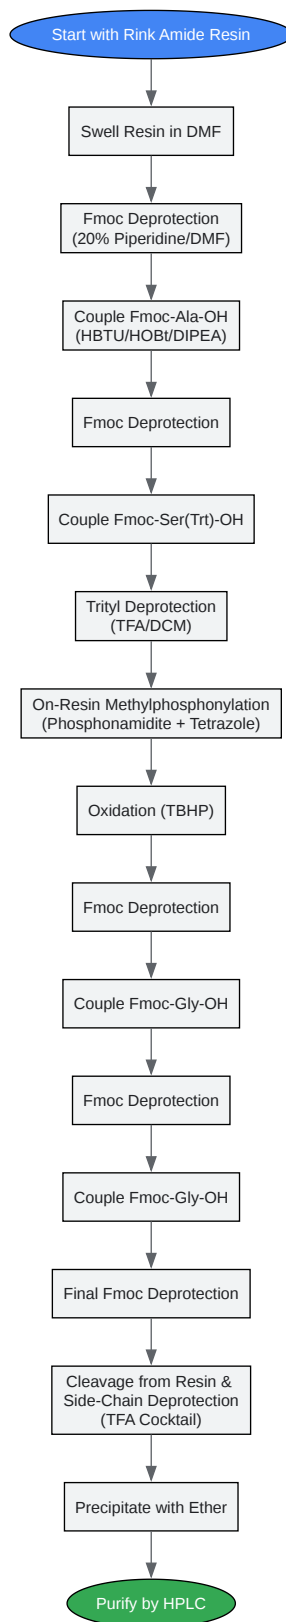 Start with Rink Amide Resin
Swell Resin in DMF
Fmoc Deprotection
(20% Piperidine/DMF)
Couple Fmoc-Ala-OH
(HBTU/HOBt/DIPEA)
Fmoc Deprotection
Couple Fmoc-Ser(Trt)-OH
Trityl Deprotection
(TFA/DCM)
On-Resin Methylphosphonylation
(Phosphonamidite + Tetrazole)
Oxidation (TBHP)
Fmoc Deprotection
Couple Fmoc-Gly-OH
Fmoc Deprotection
Couple Fmoc-Gly-OH
Final Fmoc Deprotection
Cleavage from Resin &
Side-Chain Deprotection
(TFA Cocktail)
Precipitate with Ether
Purify by HPLC